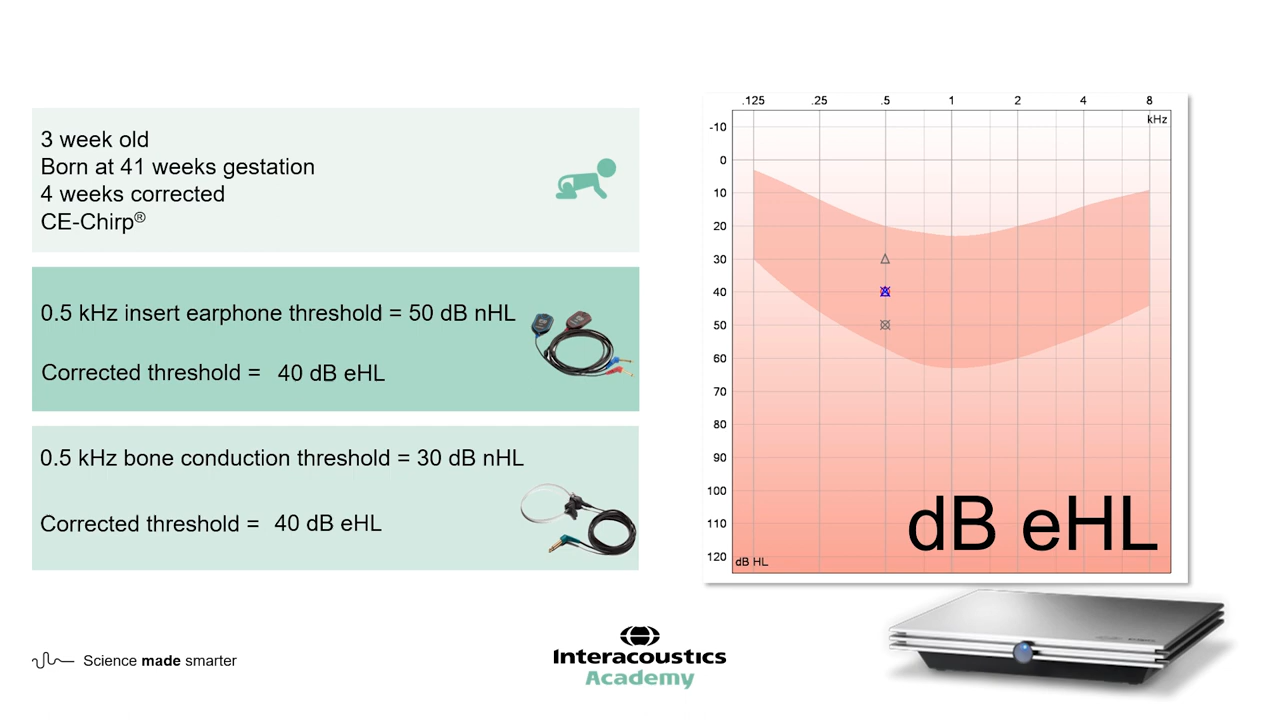 3 week old
Born at 41 weeks gestation
4 weeks corrected
CE-Chirp®
0.5 kHz insert earphone threshold = 50 dB nHL
Corrected threshold = 40 dB eHL
0.5 kHz bone conduction threshold = 30 dB nHL
Corrected threshold = 40 dB eHL
.125 .25 .5 1 2 4 8
kHz
-10
0
10
20
30
40
50
60
70
80
90
100
110
120
dB HL
dB eHL
Science made smarter
Interacoustics
Academy